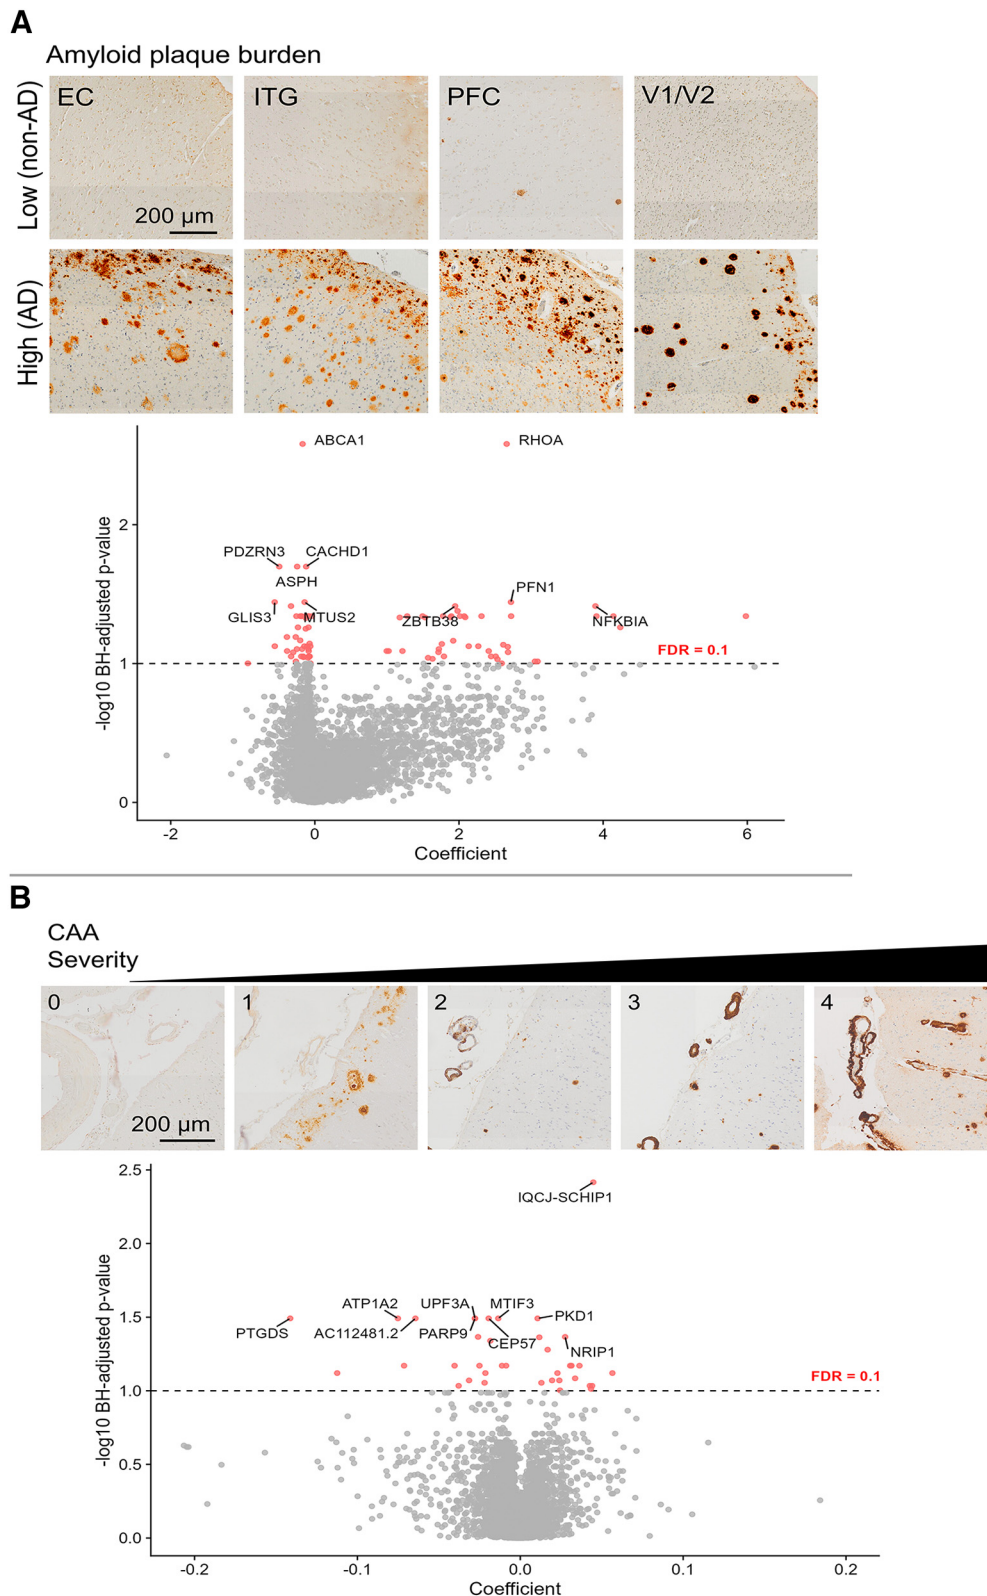 A
Amyloid plaque burden
Low (non-AD)
EC
ITG
PFC
V1/V2
200 µm
High (AD)
-log10 BH-adjusted p-value
ABCA1
RHOA
2
PDZRN3
CACHD1
ASPH
PFN1
GLIS3
MTUS2
ZBTB38
NFKBIA
FDR = 0.1
1
0
-2
0
2
4
6
Coefficient
B
CAA
Severity
0
1
2
3
4
200 µm
-log10 BH-adjusted p-value
2.5
IQCJ-SCHIP1
2.0
1.5
ATP1A2
UPF3A
MTIF3
PKD1
PTGDS
AC112481.2
PARP9
CEP57
NRIP1
FDR = 0.1
1.0
0.5
0.0
-0.2
-0.1
0.0
0.1
0.2
Coefficient